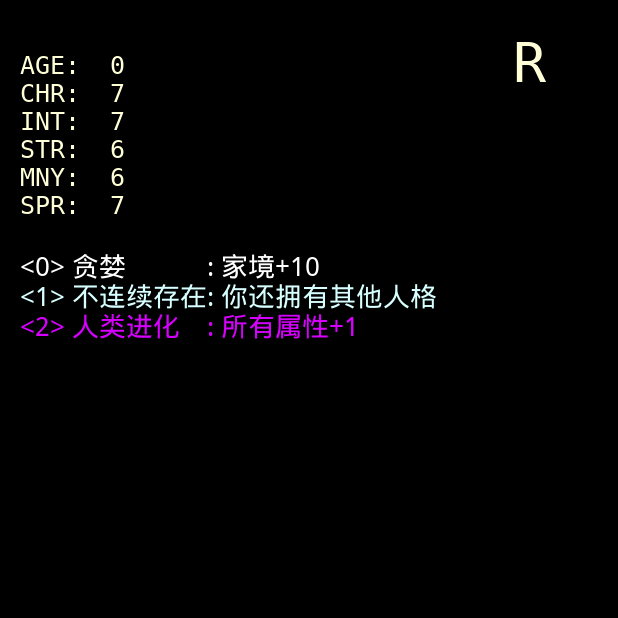 R
AGE: 0
CHR: 7
INT: 7
STR: 6
MNY: 6
SPR: 7
<0> 贪婪 : 家境+10
<1> 不连续存在: 你还拥有其他人格
<2> 人类进化 : 所有属性+1